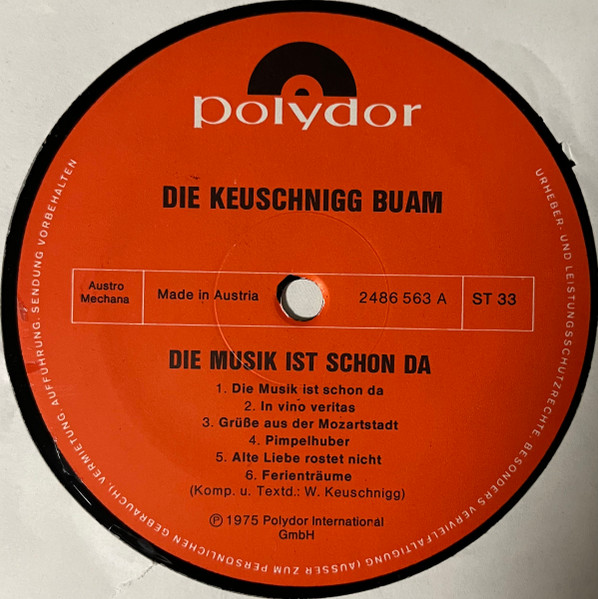 polydor
DIE KEUSCHNIGG BUAM
Austro
Mechana
Made in Austria
2486 563 A
ST 33
DIE MUSIK IST SCHON DA
1. Die Musik ist schon da
2. In vino veritas
3. Grüße aus der Mozartstadt
4. Pimpelhuber
5. Alte Liebe rostet nicht
6. Ferienträume
(Komp. u. Textd.: W. Keuschnigg)
Ⓟ 1975 Polydor International
GmbH
URHEBER- UND LEISTUNGSSCHUTZRECHTE, BESONDERS VERVIELFÄLTIGUNG (AUSSER ZUM PERSÖNLICHEN GEBRAUCH), VERMIETUNG, AUFFÜHRUNG, SENDUNG VORBEHALTEN